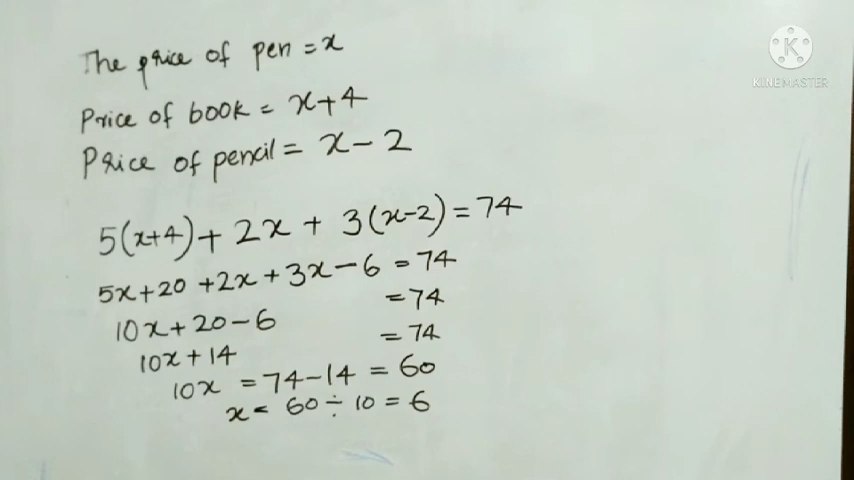 The price of pen = x
K
KINEMASTER
Price of book = x+4
Price of pencil = x - 2
5(x+4) + 2x + 3(x-2) = 74
5x+20 +2x + 3x - 6 = 74
10x + 20 - 6 = 74
10x + 14 = 74
10x = 74 - 14 = 60
x = 60 ÷ 10 = 6